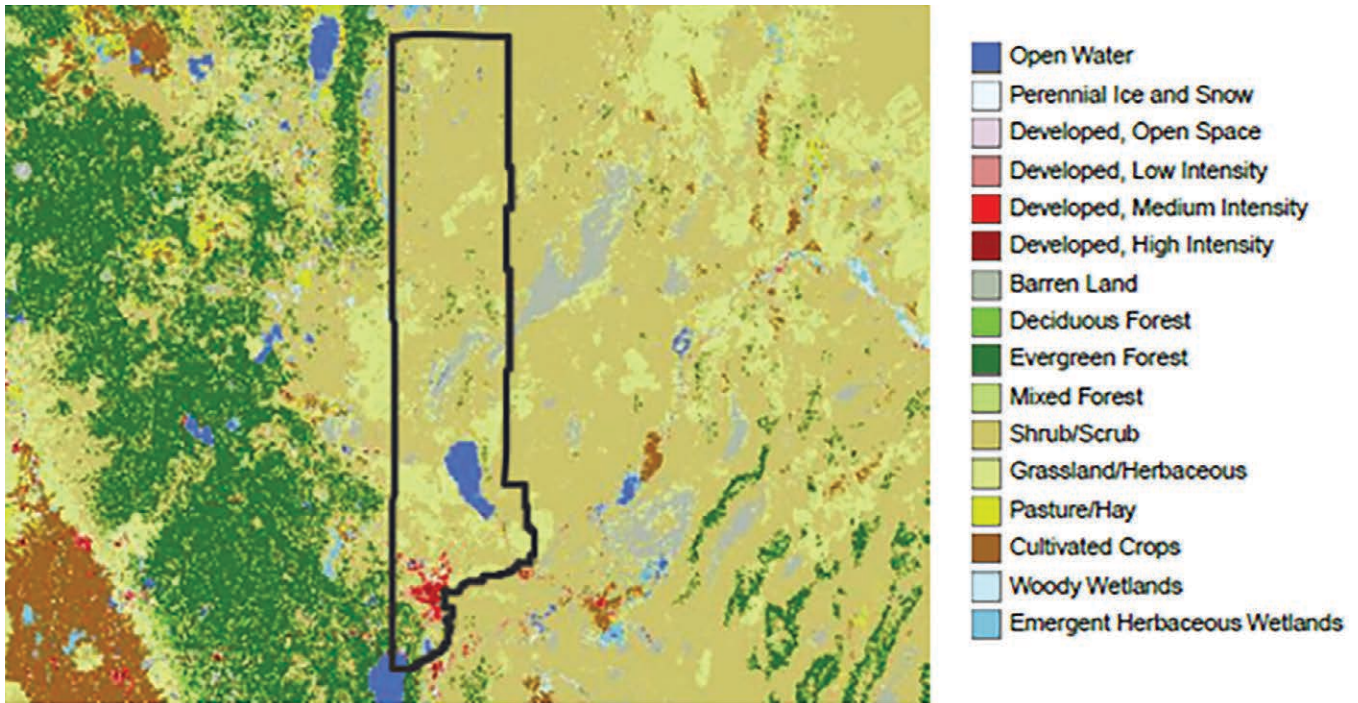 Open Water
Perennial Ice and Snow
Developed, Open Space
Developed, Low Intensity
Developed, Medium Intensity
Developed, High Intensity
Barren Land
Deciduous Forest
Evergreen Forest
Mixed Forest
Shrub/Scrub
Grassland/Herbaceous
Pasture/Hay
Cultivated Crops
Woody Wetlands
Emergent Herbaceous Wetlands